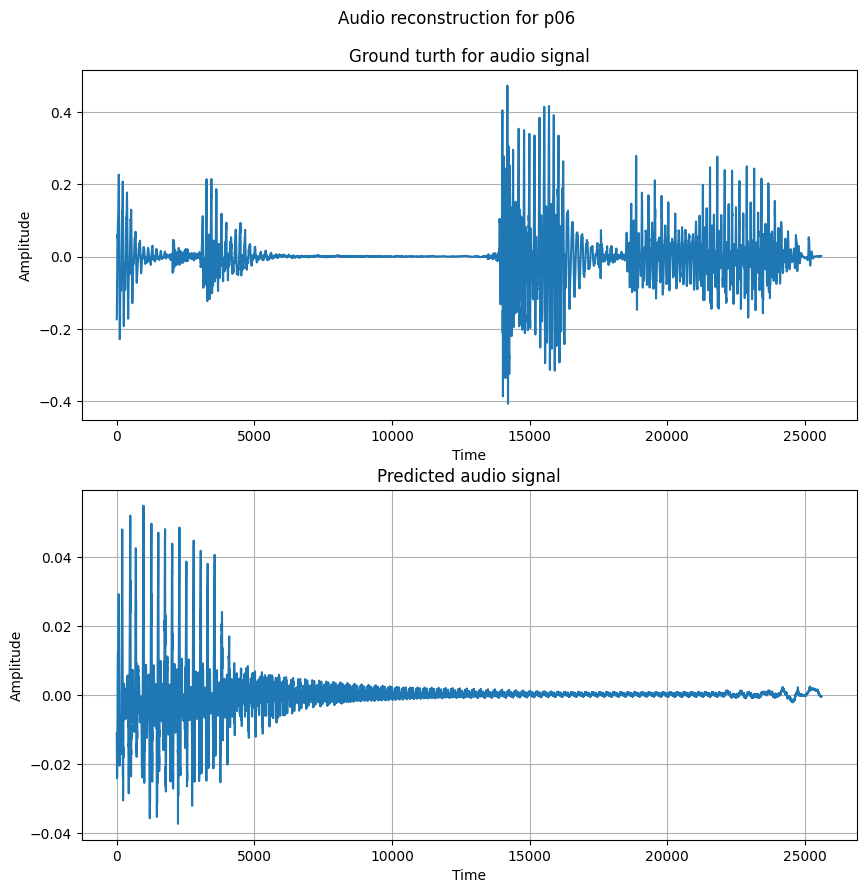 Audio reconstruction for p06
Ground turth for audio signal
Amplitude
0.4
0.2
0.0
−0.2
−0.4
0 5000 10000 15000 20000 25000
Time
Predicted audio signal
Amplitude
0.04
0.02
0.00
−0.02
−0.04
0 5000 10000 15000 20000 25000
Time